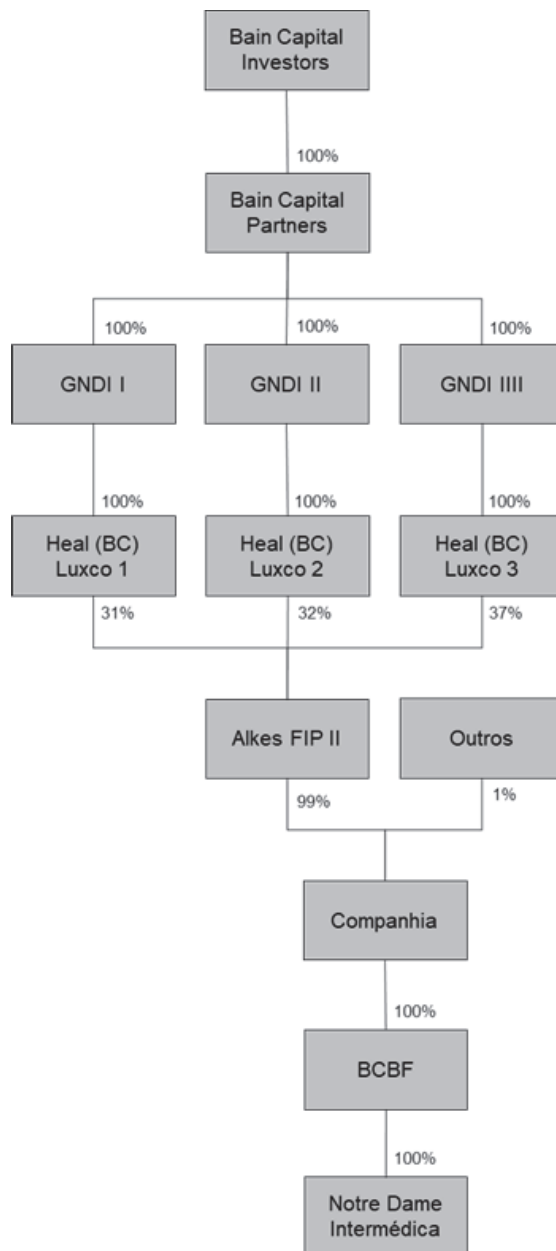 Bain Capital
Investors
100%
Bain Capital
Partners
100%
100%
100%
GNDI I
GNDI II
GNDI IIII
100%
100%
100%
Heal (BC)
Luxco 1
Heal (BC)
Luxco 2
Heal (BC)
Luxco 3
31%
32%
37%
Alkes FIP II
Outros
99%
1%
Companhia
100%
BCBF
100%
Notre Dame
Intermédica